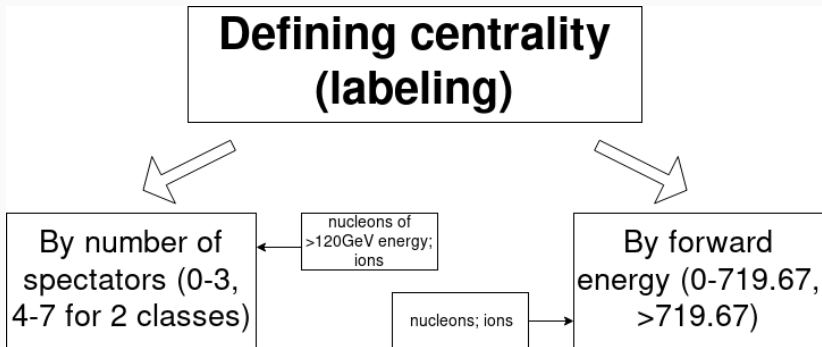 Defining centrality
(labeling)
By number of
spectators (0-3,
4-7 for 2 classes)
nucleons of
>120GeV energy;
ions
nucleons; ions
By forward
energy (0-719.67,
>719.67)